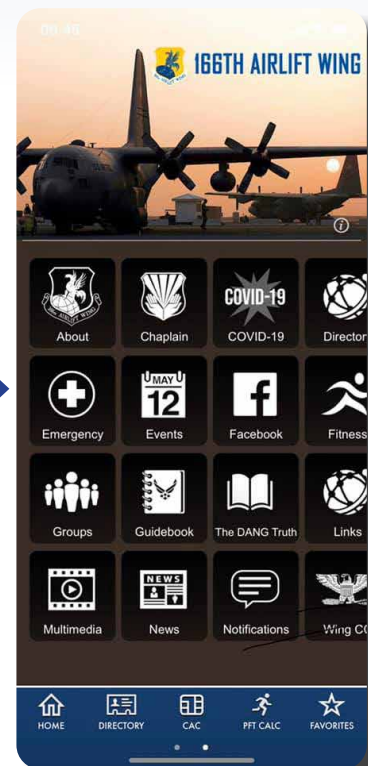 166TH AIRLIFT WING
About
Chaplain
COVID-19
COVID-19
Director
Emergency
MAY
12
Events
Facebook
Fitness
Groups
Guidebook
The DANG Truth
Links
Multimedia
NEWS
News
Notifications
Wing CO
HOME
DIRECTORY
CAC
PFT CALC
FAVORITES